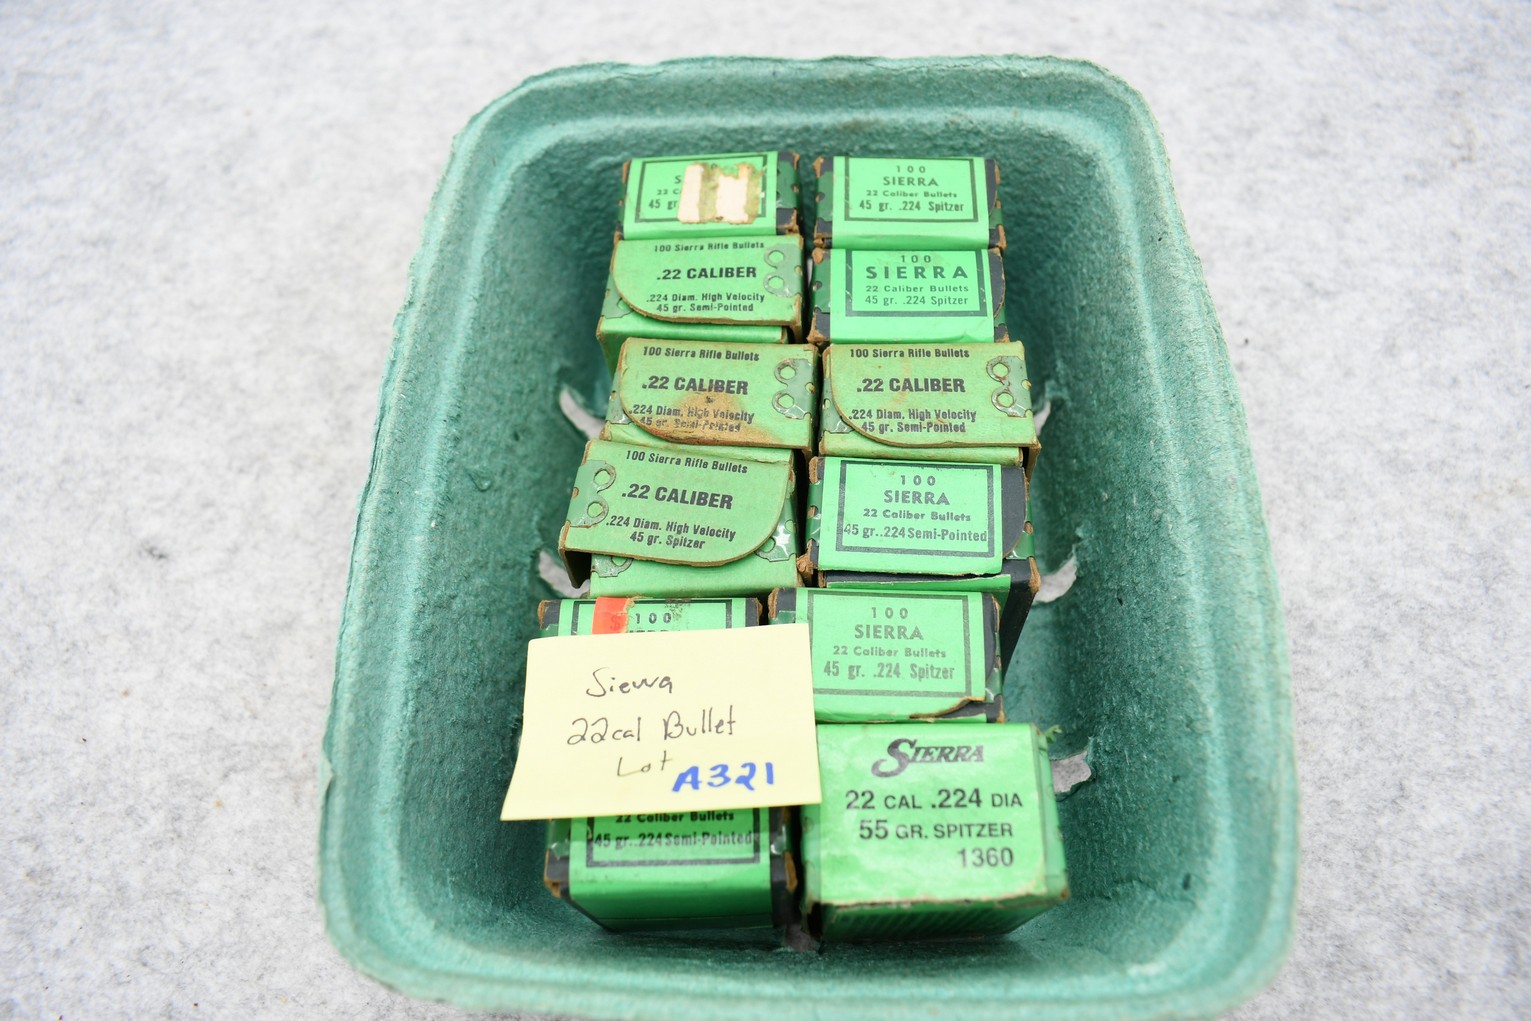 S
22 C
45 gr
100
SIERRA
22 Caliber Bullets
45 gr. .224 Spitzer
100 Sierra Rifle Bullets
.22 CALIBER
.224 Diam. High Velocity
45 gr. Semi-Pointed
100
SIERRA
22 Caliber Bullets
45 gr. .224 Spitzer
100 Sierra Rifle Bullets
.22 CALIBER
.224 Diam. High Velocity
45 gr. Semi-Pointed
100 Sierra Rifle Bullets
.22 CALIBER
.224 Diam. High Velocity
45 gr. Semi-Pointed
100 Sierra Rifle Bullets
.22 CALIBER
.224 Diam. High Velocity
45 gr. Spitzer
100
SIERRA
22 Caliber Bullets
45 gr. .224 Semi-Pointed
100
100
SIERRA
22 Caliber Bullets
45 gr. .224 Spitzer
Sierra
22cal Bullet
Lot A321
22 Caliber Bullets
45 gr. .224 Semi-Pointed
SIERRA
22 CAL .224 DIA
55 GR. SPITZER
1360